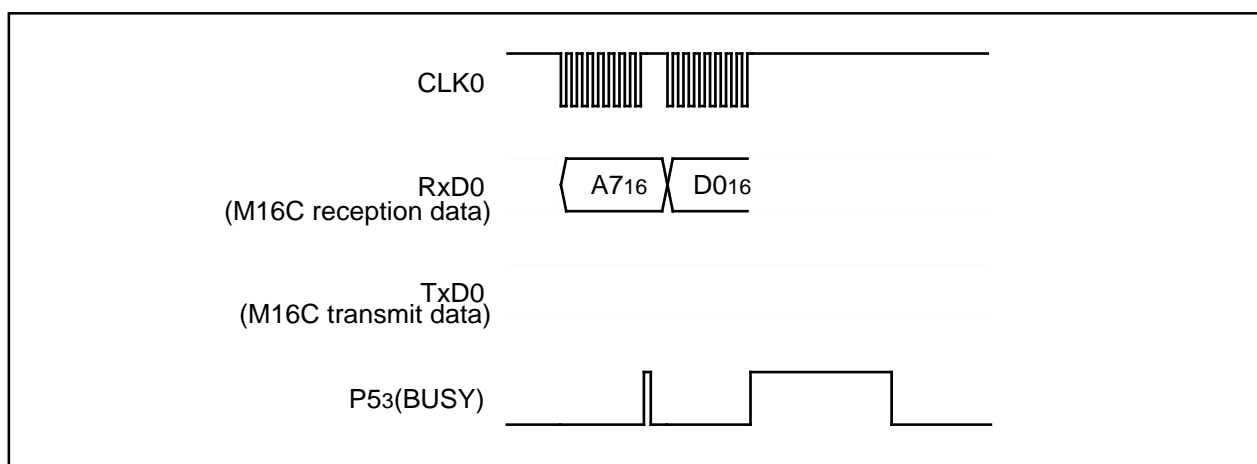 CLK0
RxD0
(M16C reception data)
A716
D016
TxD0
(M16C transmit data)
P53(BUSY)